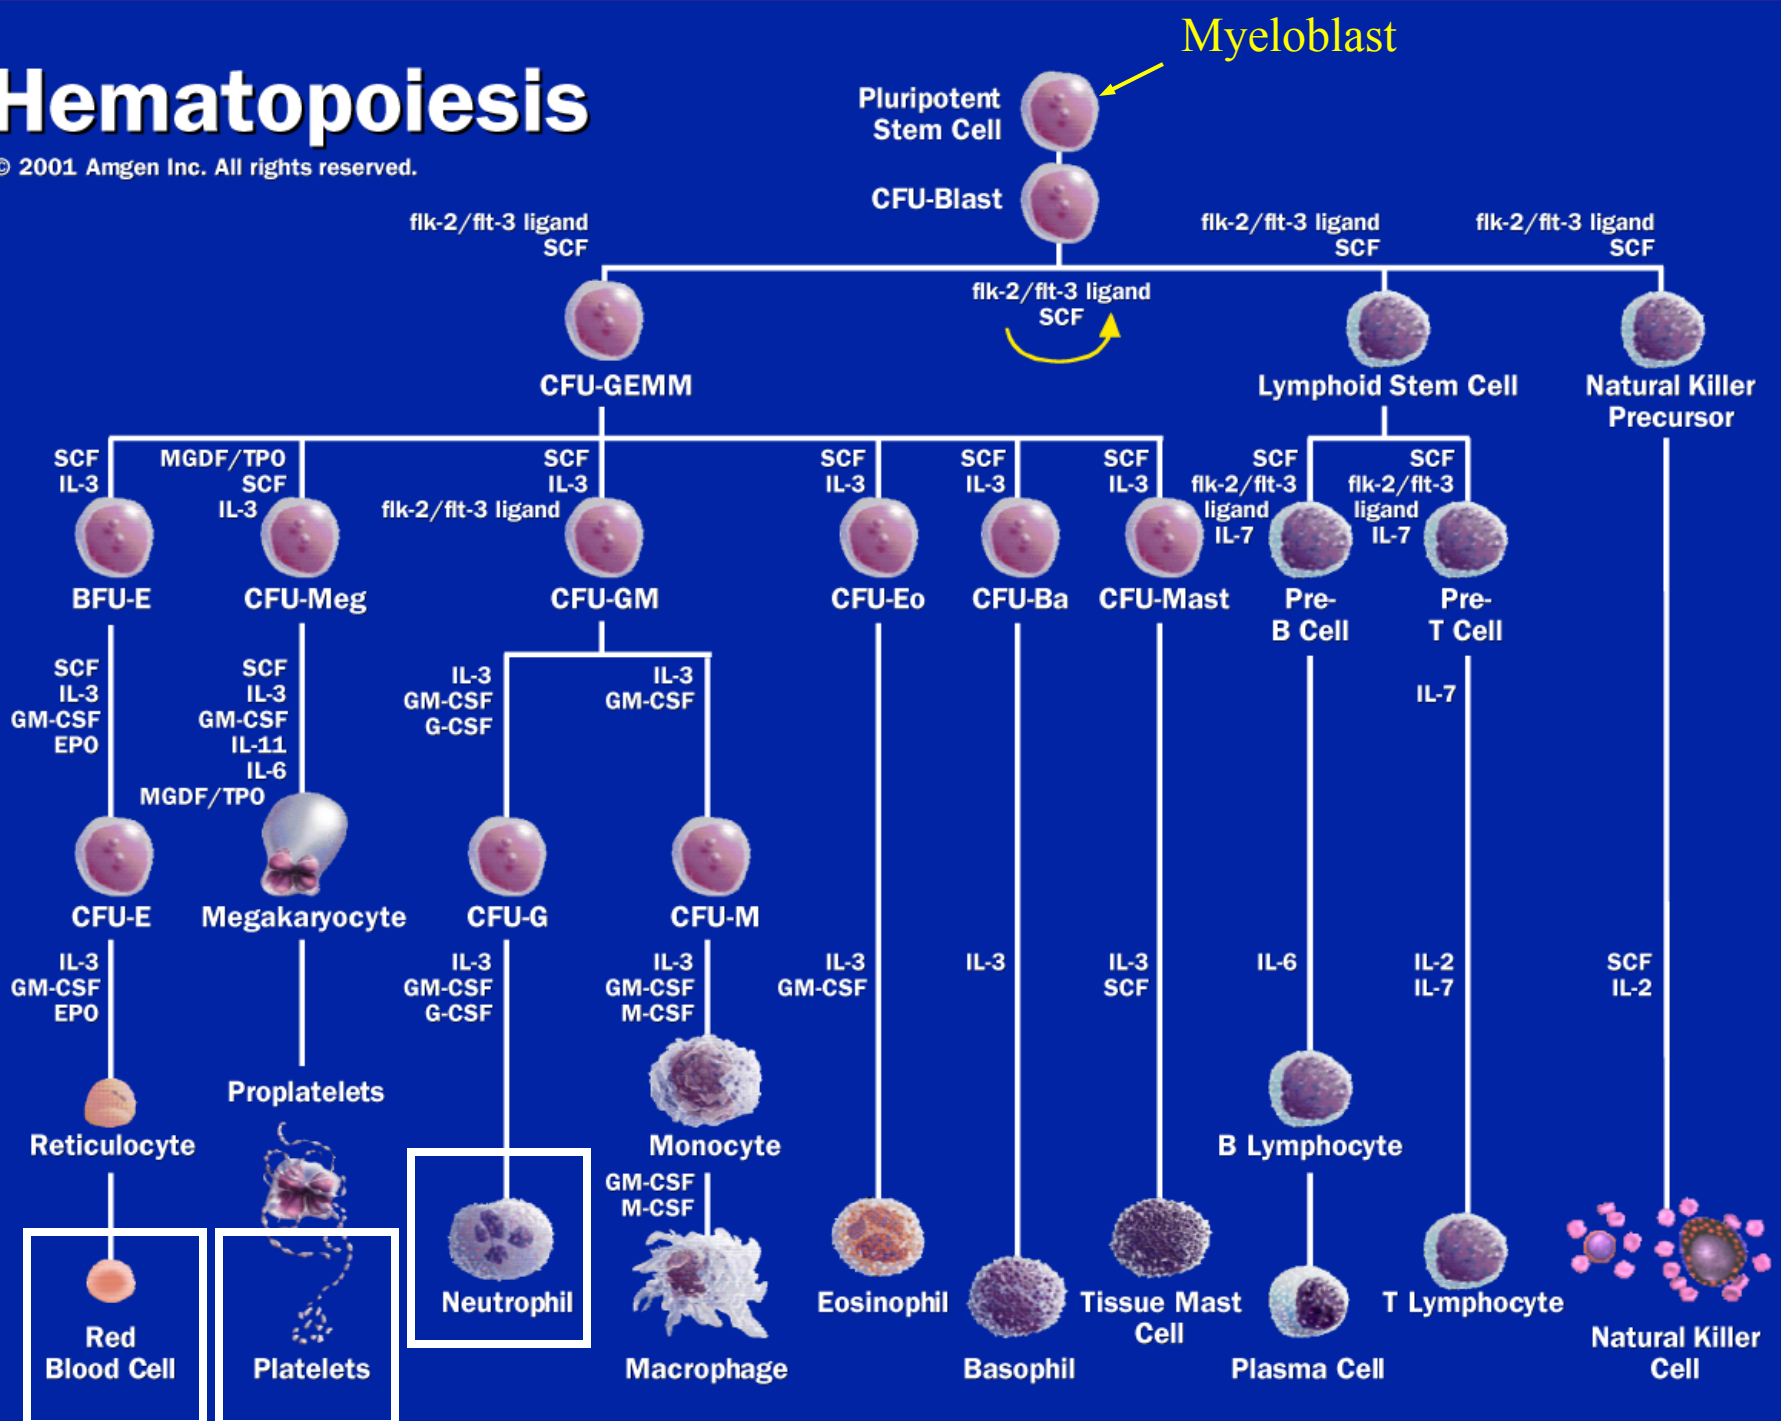 Myeloblast
Hematopoiesis
© 2001 Amgen Inc. All rights reserved.
Pluripotent
Stem Cell
CFU-Blast
flk-2/flt-3 ligand
SCF
flk-2/flt-3 ligand
SCF
flk-2/flt-3 ligand
SCF
flk-2/flt-3 ligand
SCF
CFU-GEMM
Lymphoid Stem Cell
Natural Killer
Precursor
SCF
IL-3
MGDF/TPO
SCF
IL-3
SCF
IL-3
flk-2/flt-3 ligand
SCF
IL-3
SCF
IL-3
SCF
IL-3
SCF
flk-2/flt-3
ligand
IL-7
SCF
flk-2/flt-3
ligand
IL-7
BFU-E
CFU-Meg
CFU-GM
CFU-Eo
CFU-Ba
CFU-Mast
Pre-
B Cell
Pre-
T Cell
SCF
IL-3
GM-CSF
EPO
SCF
IL-3
GM-CSF
IL-11
IL-6
MGDF/TPO
IL-3
GM-CSF
G-CSF
IL-3
GM-CSF
IL-7
CFU-E
Megakaryocyte
CFU-G
CFU-M
IL-3
GM-CSF
EPO
IL-3
GM-CSF
G-CSF
IL-3
GM-CSF
M-CSF
IL-3
GM-CSF
IL-3
IL-3
SCF
IL-6
IL-2
IL-7
SCF
IL-2
Proplatelets
Reticulocyte
Monocyte
B Lymphocyte
GM-CSF
M-CSF
Neutrophil
Eosinophil
Tissue Mast
Cell
T Lymphocyte
Red
Blood Cell
Platelets
Macrophage
Basophil
Plasma Cell
Natural Killer
Cell